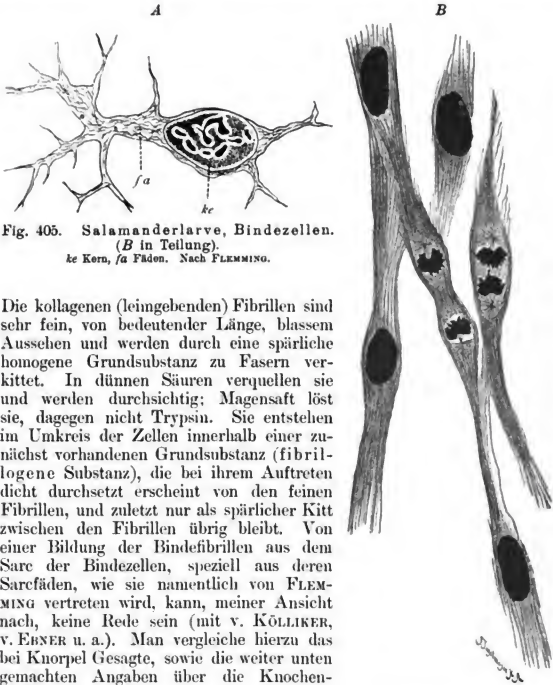 A
B
fa
ke
Fig. 405. Salamanderlarve, Bindezellen.
(B in Teilung).
ke Kern, fa Fäden. Nach FLEMMING.
Die kollagenen (leimgebenden) Fibrillen sind
sehr fein, von bedeutender Länge, blassem
Aussehen und werden durch eine spärliche
homogene Grundsubstanz zu Fasern ver-
kittet. In dünnen Säuren verquellen sie
und werden durchsichtig; Magensaft löst
sie, dagegen nicht Trypsin. Sie entstehen
im Umkreis der Zellen innerhalb einer zu-
nächst vorhandenen Grundsubstanz (fibril-
logene Substanz), die bei ihrem Auftreten
dicht durchsetzt erscheint von den feinen
Fibrillen, und zuletzt nur als spärlicher Kitt
zwischen den Fibrillen übrig bleibt. Von
einer Bildung der Bindefibrillen aus dem
Sarc der Bindezellen, speziell aus deren
Sarcfäden, wie sie namentlich von FLEM-
MING vertreten wird, kann, meiner Ansicht
nach, keine Rede sein (mit v. KÖLLIKER,
v. EBNER u. a.). Man vergleiche hierzu das
bei Knorpel Gesagte, sowie die weiter unten
gemachten Angaben über die Knochen-